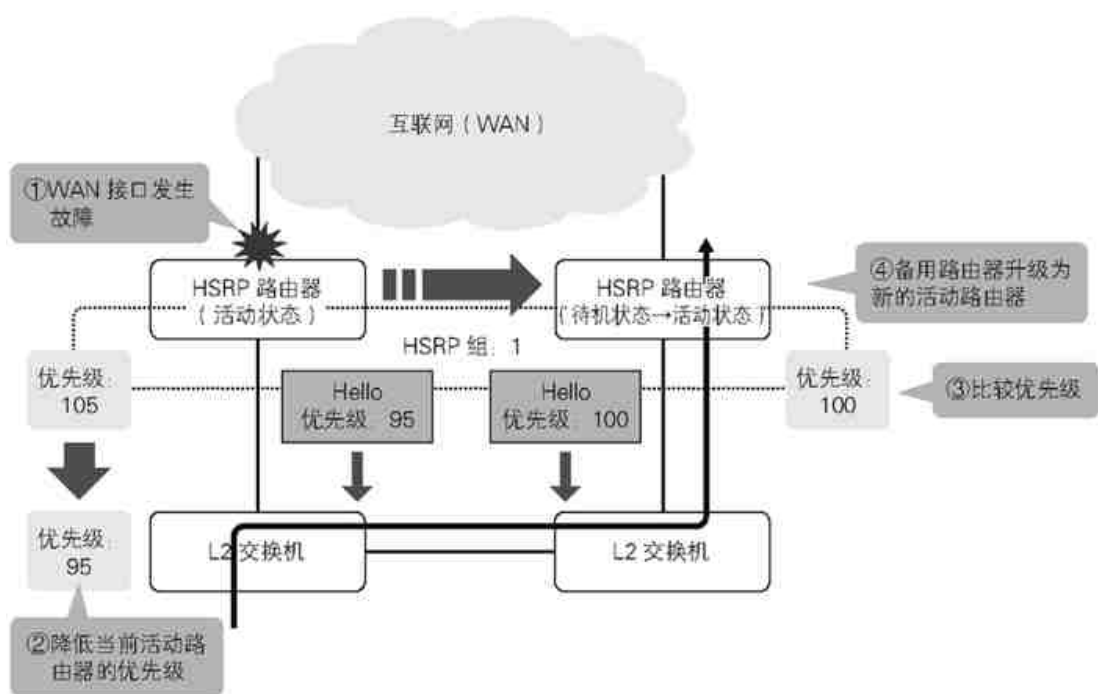 互联网（WAN）
①WAN 接口发生
故障
HSRP 路由器
（活动状态）
HSRP 路由器
（待机状态→活动状态）
④备用路由器升级为
新的活动路由器
HSRP 组：1
优先级：
105
Hello
优先级：95
Hello
优先级：100
优先级：
100
③比较优先级
优先级：
95
L2 交换机
L2 交换机
②降低当前活动路
由器的优先级